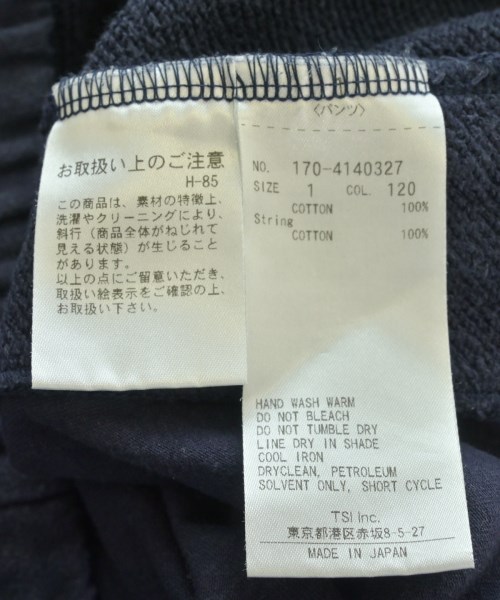 お取扱い上のご注意
H-85
この商品は、素材の特徴上、
洗濯やクリーニングにより、
斜行（商品全体がねじれて
見える状態）が生じること
があります。
以上の点にご留意いただき、
取扱い絵表示をご確認の上、
お取扱い下さい。
〈パンツ〉
NO. 170-4140327
SIZE 1 COL. 120
COTTON 100%
String
COTTON 100%
HAND WASH WARM
DO NOT BLEACH
DO NOT TUMBLE DRY
LINE DRY IN SHADE
COOL IRON
DRYCLEAN, PETROLEUM
SOLVENT ONLY, SHORT CYCLE
TSI Inc.
東京都港区赤坂8-5-27
MADE IN JAPAN